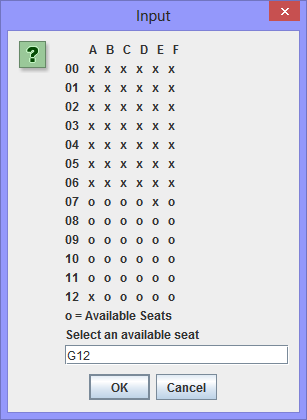 Input
?
A B C D E F
00 x x x x x x
01 x x x x x x
02 x x x x x x
03 x x x x x x
04 x x x x x x
05 x x x x x x
06 x x x x x x
07 o o o o x o
08 o o o o o o
09 o o o o o o
10 o o o o o o
11 o o o o o o
12 x o o o o o
o = Available Seats
Select an available seat
G12
OK Cancel